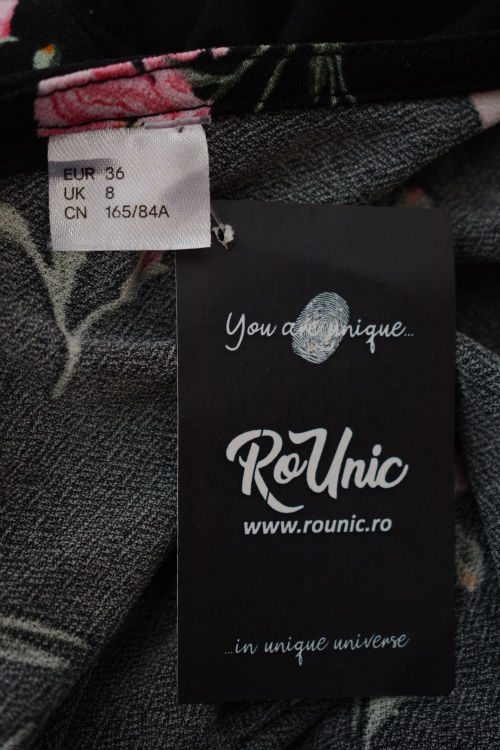 EUR 36
UK 8
CN 165/84A
You are unique...
RoUnic
www.rounic.ro
...in unique universe